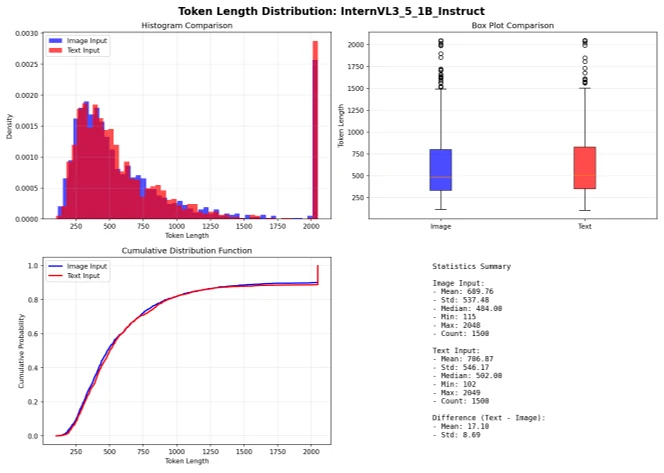 Token Length Distribution: InternVL3_5_1B_Instruct
Histogram Comparison
0.0030
0.0025
0.0020
0.0015
0.0010
0.0005
0.0000
Density
Image Input
Text Input
250 500 750 1000 1250 1500 1750 2000
Token Length
Box Plot Comparison
2000
1750
1500
1250
1000
750
500
250
Token Length
Image Text
Cumulative Distribution Function
1.0
0.8
0.6
0.4
0.2
0.0
Cumulative Probability
Image Input
Text Input
250 500 750 1000 1250 1500 1750 2000
Token Length
Statistics Summary
Image Input:
- Mean: 689.76
- Std: 537.48
- Median: 484.00
- Min: 115
- Max: 2048
- Count: 1500
Text Input:
- Mean: 706.87
- Std: 546.17
- Median: 502.00
- Min: 102
- Max: 2049
- Count: 1500
Difference (Text - Image):
- Mean: 17.10
- Std: 8.69